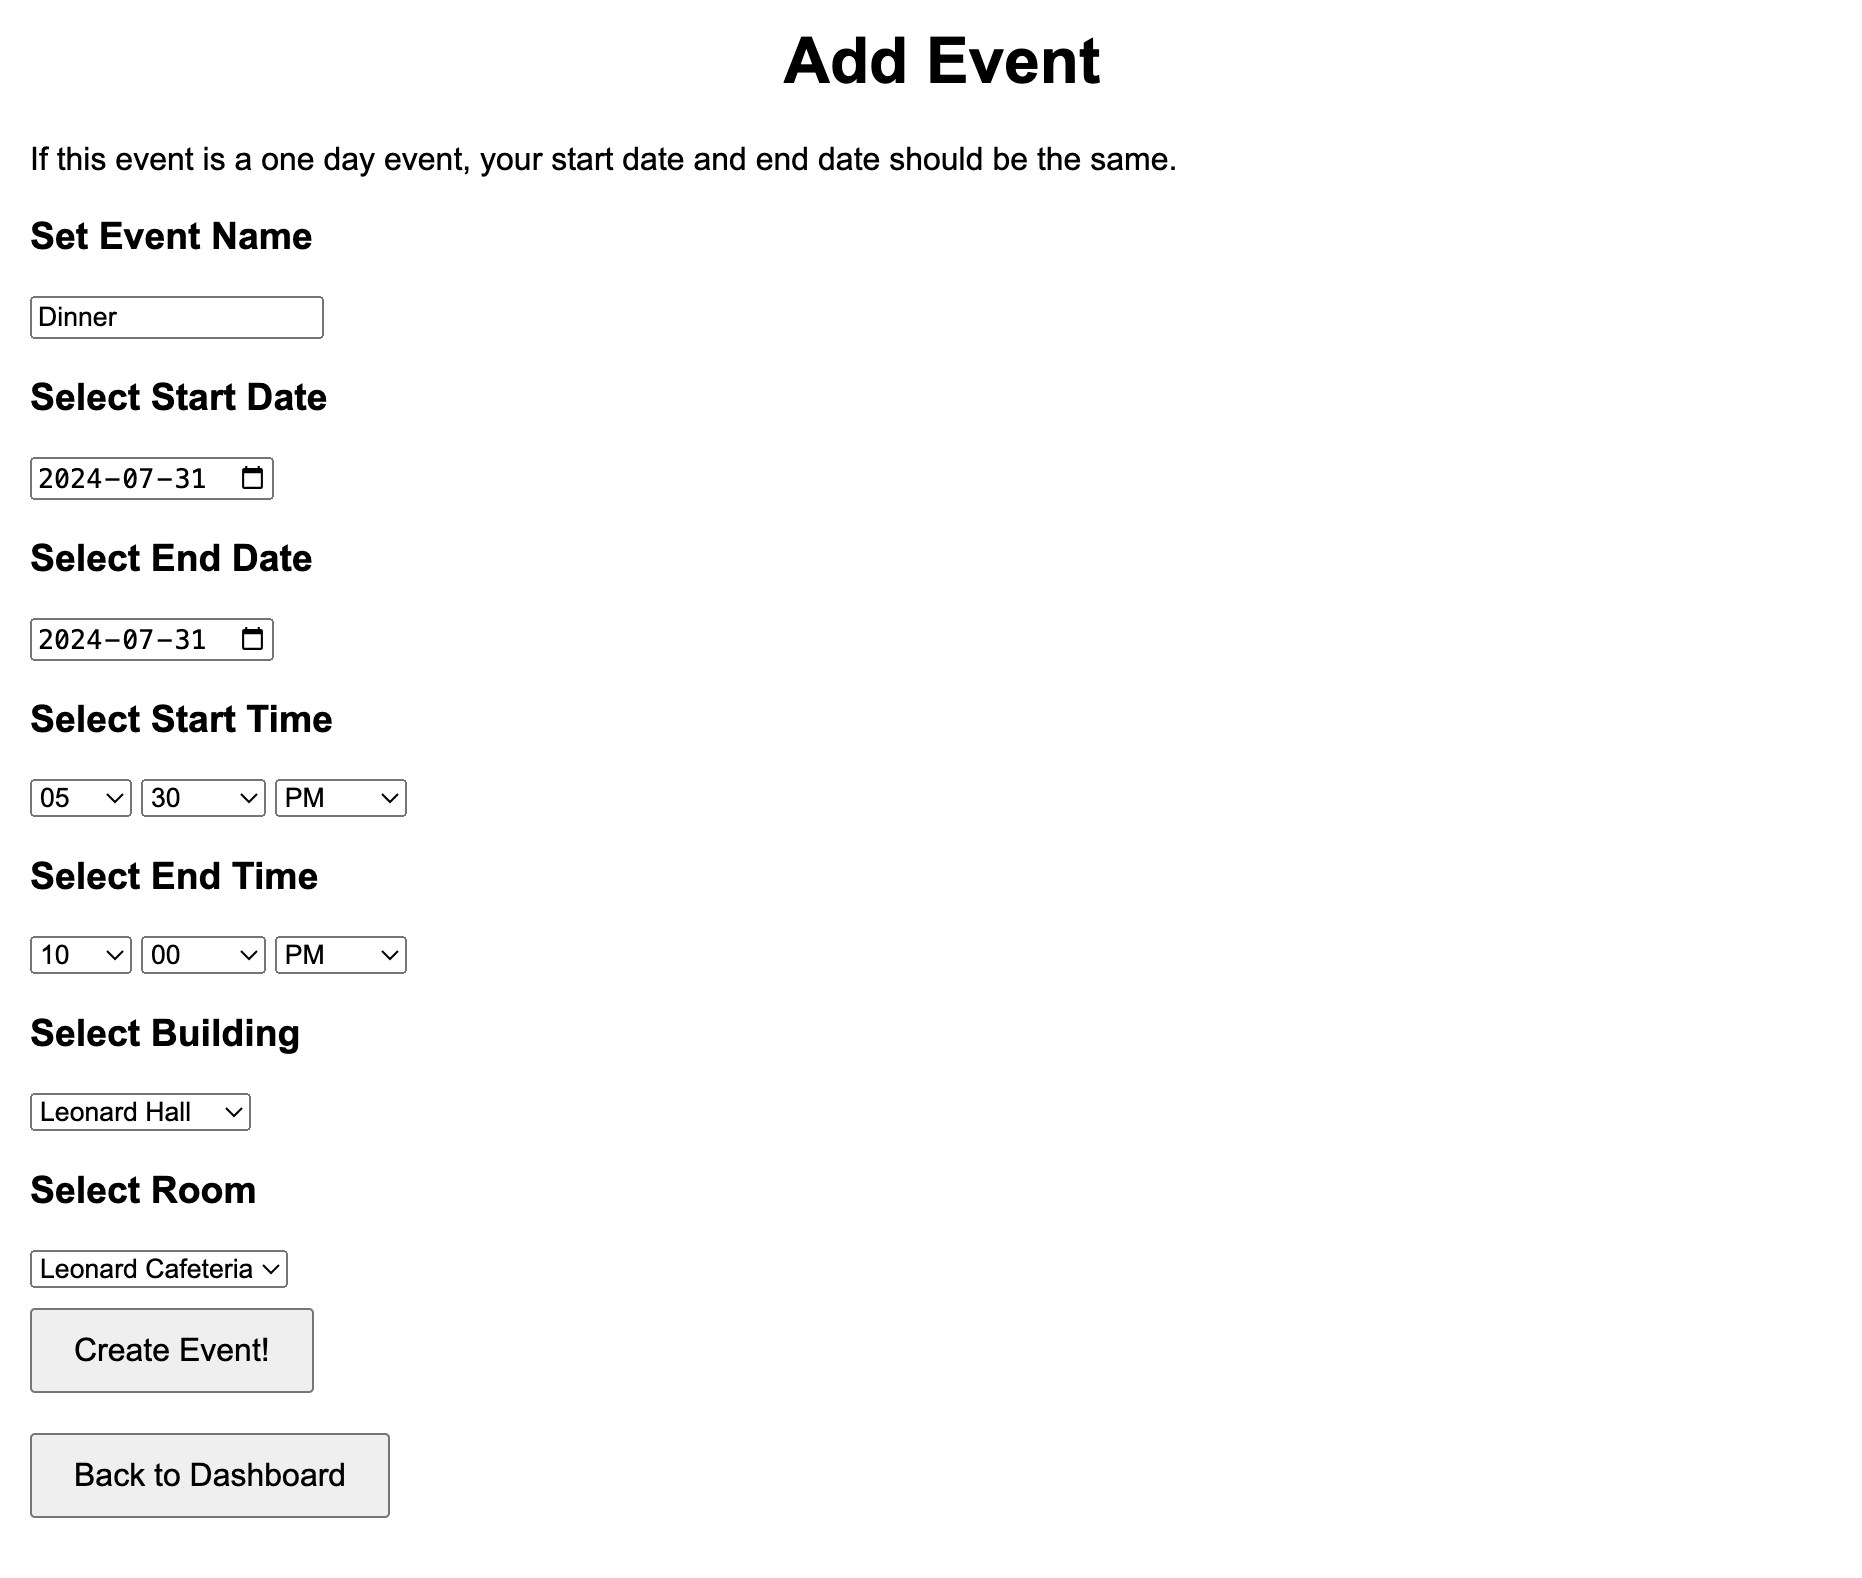 Add Event
If this event is a one day event, your start date and end date should be the same.
Set Event Name
Dinner
Select Start Date
2024-07-31
Select End Date
2024-07-31
Select Start Time
05 30 PM
Select End Time
10 00 PM
Select Building
Leonard Hall
Select Room
Leonard Cafeteria
Create Event!
Back to Dashboard